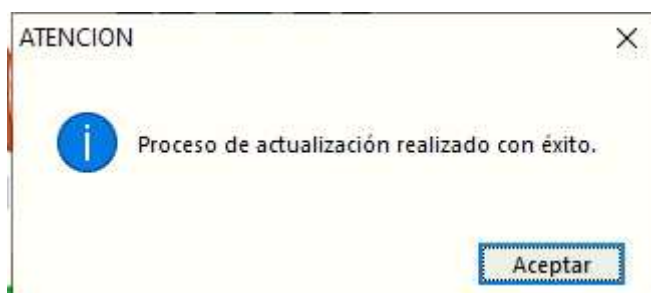 ATENCION
Proceso de actualización realizado con éxito.
Aceptar